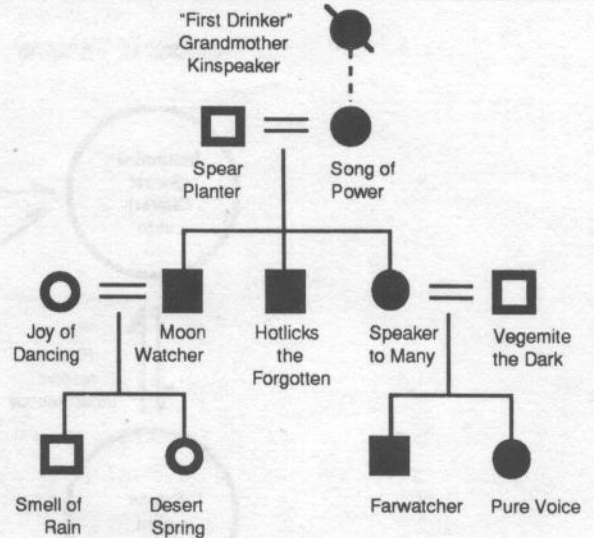 "First Drinker"
Grandmother
Kinspeaker
Spear
Planter
Song of
Power
Joy of
Dancing
Moon
Watcher
Hotlicks
the
Forgotten
Speaker
to Many
Vegemite
the Dark
Smell of
Rain
Desert
Spring
Farwatcher
Pure Voice